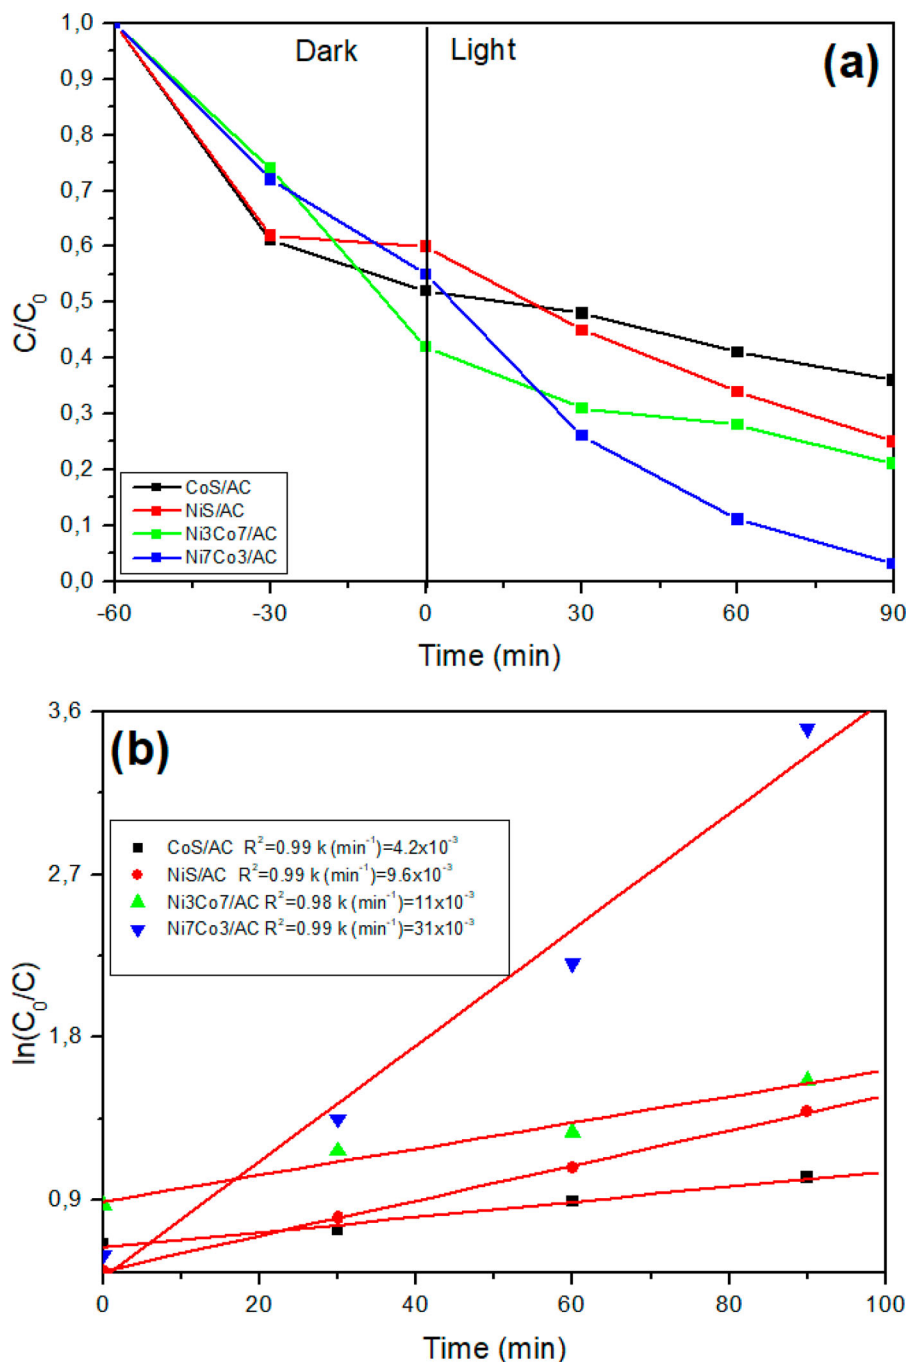 (a)
Dark Light
1,0
0,9
0,8
0,7
0,6
0,5
0,4
0,3
0,2
0,1
0,0
C/C₀
CoS/AC
NiS/AC
Ni3Co7/AC
Ni7Co3/AC
-60 -30 0 30 60 90
Time (min)
(b)
3,6
2,7
1,8
0,9
ln(C₀/C)
CoS/AC R²=0.99 k (min⁻¹)=4.2x10⁻³
NiS/AC R²=0.99 k (min⁻¹)=9.6x10⁻³
Ni3Co7/AC R²=0.98 k (min⁻¹)=11x10⁻³
Ni7Co3/AC R²=0.99 k (min⁻¹)=31x10⁻³
0 20 40 60 80 100
Time (min)